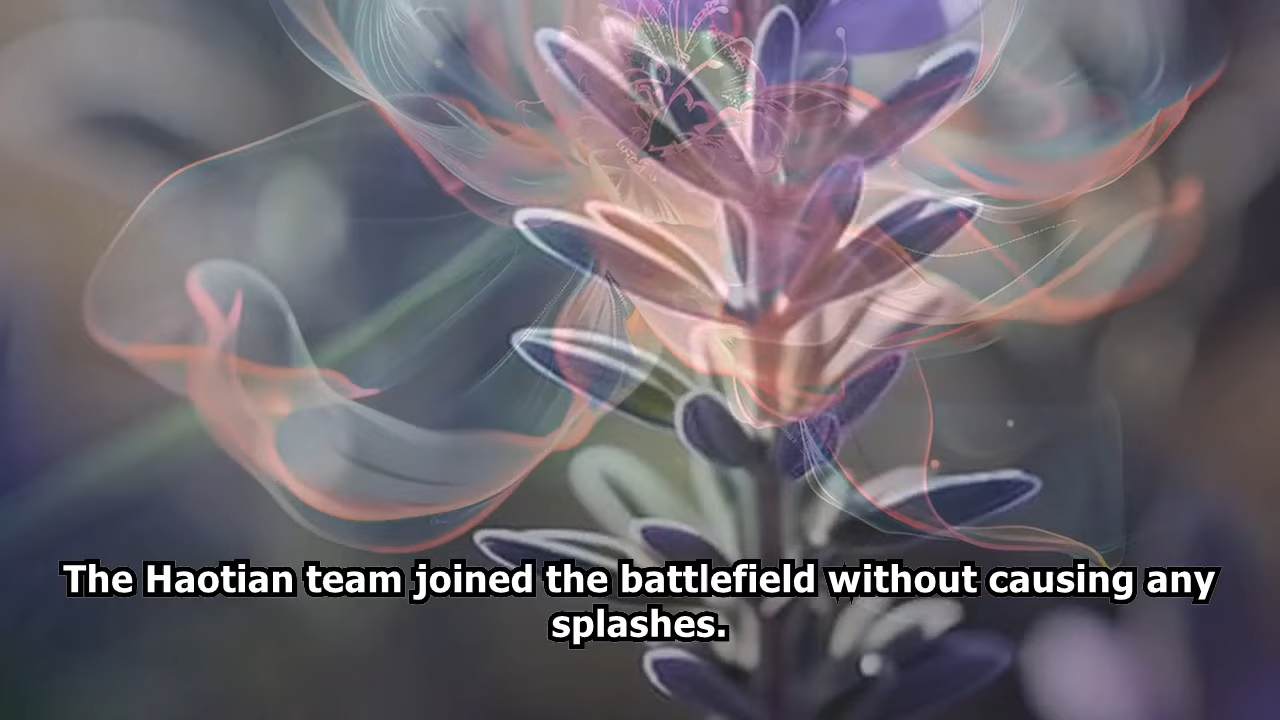 The Haotian team joined the battlefield without causing any
splashes.